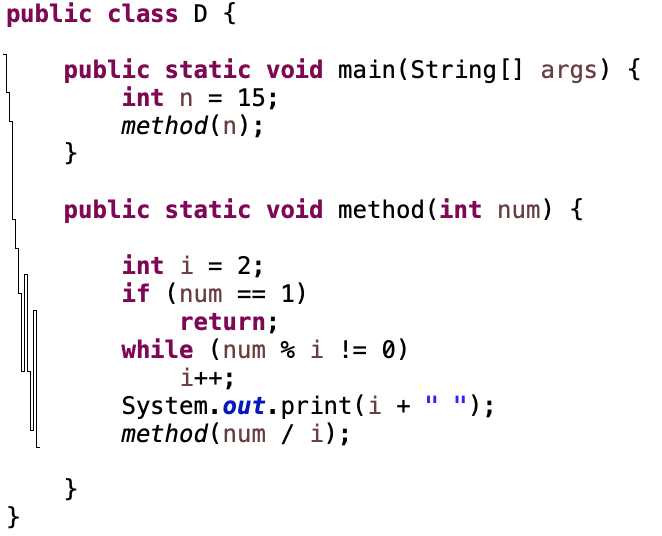 public class D {
public static void main(String[] args) {
int n = 15;
method(n);
}
public static void method(int num) {
int i = 2;
if (num == 1)
return;
while (num % i != 0)
i++;
System.out.print(i + " ");
method(num / i);
}
}